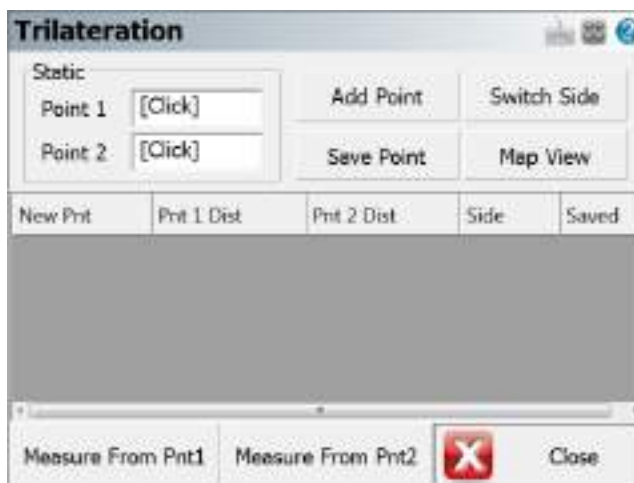 Trilateration
Static
Point 1 [Click]
Point 2 [Click]
Add Point
Switch Side
Save Point
Map View
New Pnt Pnt 1 Dist Pnt 2 Dist Side Saved
Measure From Pnt1 Measure From Pnt2 Close